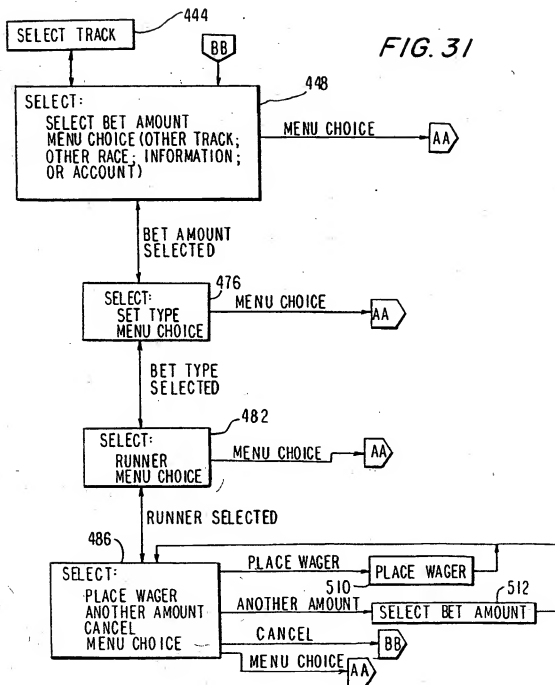 444
SELECT TRACK
BB
FIG. 31
448
SELECT:
SELECT BET AMOUNT
MENU CHOICE (OTHER TRACK;
OTHER RACE; INFORMATION;
OR ACCOUNT)
MENU CHOICE
AA
BET AMOUNT
SELECTED
476
SELECT:
SET TYPE
MENU CHOICE
MENU CHOICE
AA
BET TYPE
SELECTED
482
SELECT:
RUNNER
MENU CHOICE
MENU CHOICE
AA
RUNNER SELECTED
486
SELECT:
PLACE WAGER
ANOTHER AMOUNT
CANCEL
MENU CHOICE
PLACE WAGER
510
PLACE WAGER
ANOTHER AMOUNT
512
SELECT BET AMOUNT
CANCEL
BB
MENU CHOICE
AA